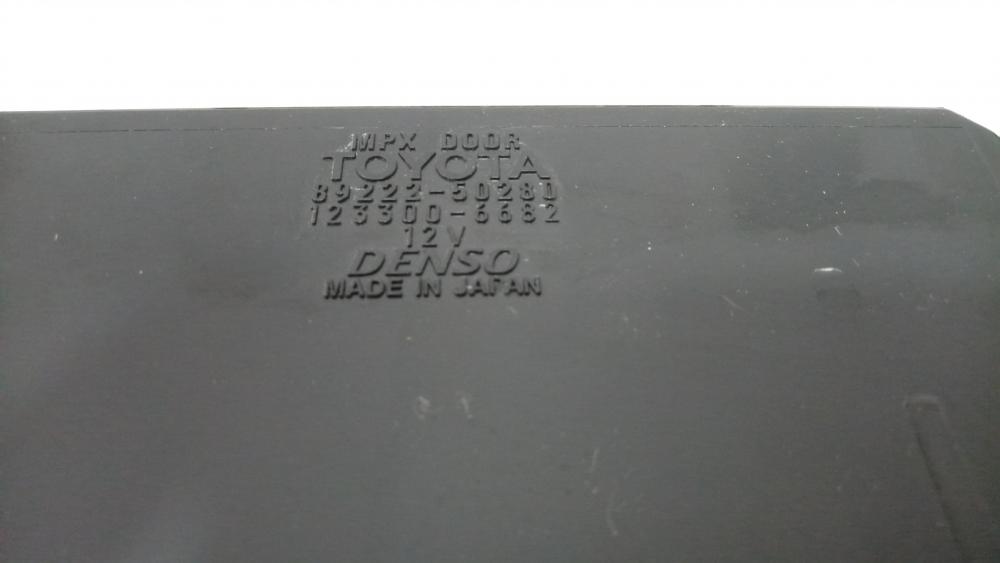 MPX DOOR
TOYOTA
89222-50280
123300-6682
12V
DENSO
MADE IN JAPAN